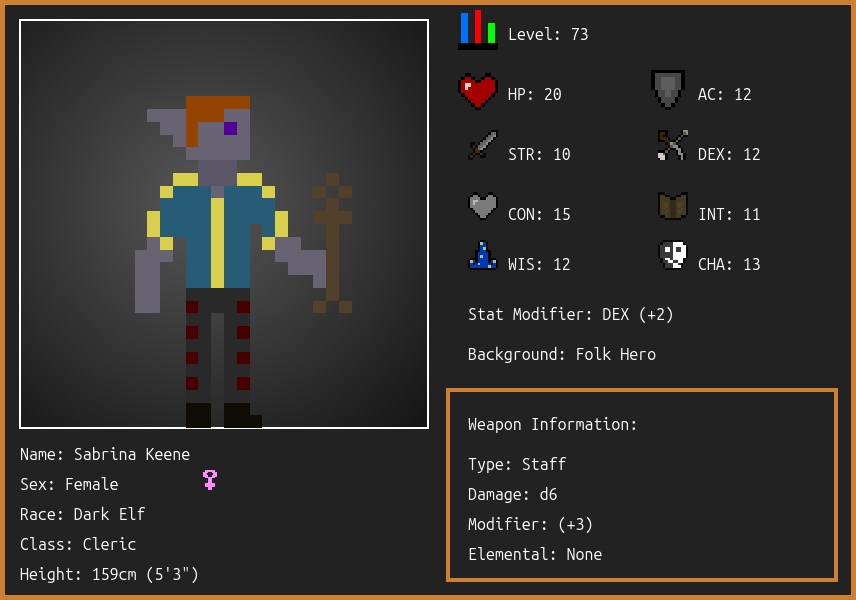 Level: 73
HP: 20
AC: 12
STR: 10
DEX: 12
CON: 15
INT: 11
WIS: 12
CHA: 13
Stat Modifier: DEX (+2)
Background: Folk Hero
Weapon Information:
Type: Staff
Damage: d6
Modifier: (+3)
Elemental: None
Name: Sabrina Keene
Sex: Female
Race: Dark Elf
Class: Cleric
Height: 159cm (5'3")